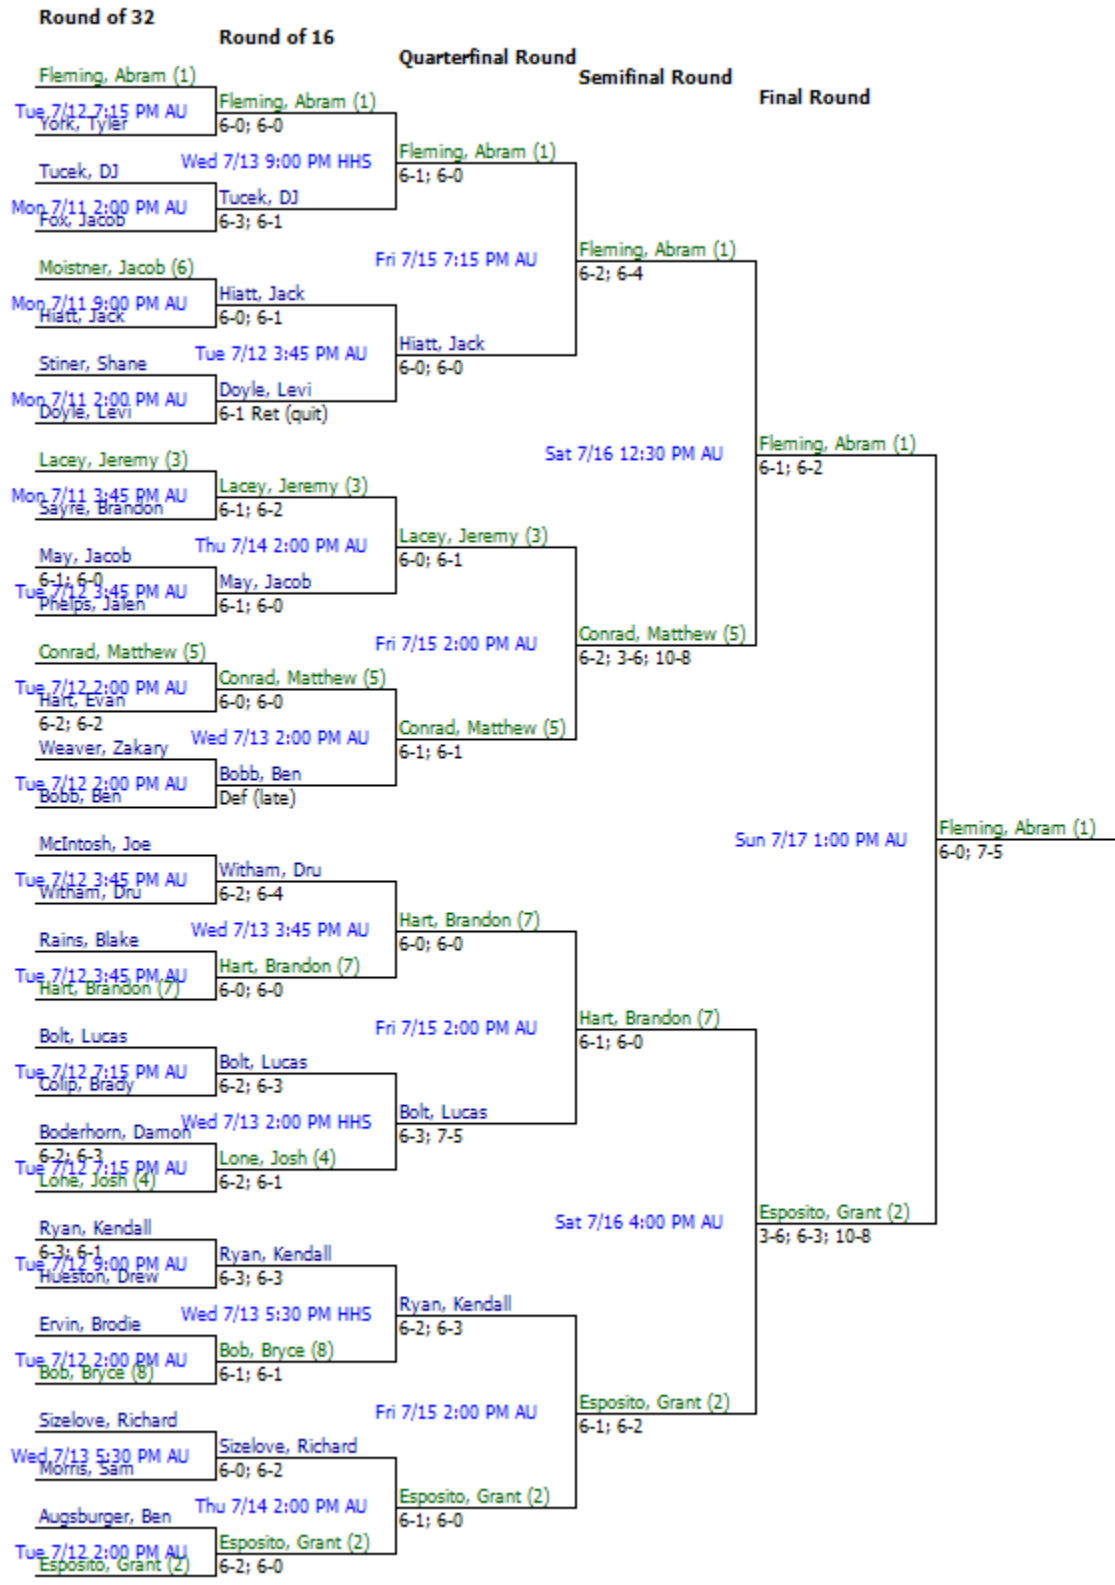 Round of 32
Round of 16
Quarterfinal Round
Semifinal Round
Final Round
Fleming, Abram (1)
Tue 7/12 7:15 PM AU
York, Tyler
Tucek, DJ
Mon 7/11 2:00 PM AU
Fox, Jacob
Moistner, Jacob (6)
Mon 7/11 9:00 PM AU
Hiatt, Jack
Stiner, Shane
Mon 7/11 2:00 PM AU
Doyle, Levi
Lacey, Jeremy (3)
Mon 7/11 3:45 PM AU
Sayre, Brandon
May, Jacob
6-1; 6-0
Tue 7/12 3:45 PM AU
Phelps, Jalen
Conrad, Matthew (5)
Tue 7/12 2:00 PM AU
Hart, Evan
6-2; 6-2
Weaver, Zakary
Tue 7/12 2:00 PM AU
Bobb, Ben
McIntosh, Joe
Tue 7/12 3:45 PM AU
Witham, Dru
Rains, Blake
Tue 7/12 3:45 PM AU
Hart, Brandon (7)
Bolt, Lucas
Tue 7/12 7:15 PM AU
Colip, Brady
Boderhorn, Damon
6-2; 6-3
Tue 7/12 7:15 PM AU
Lone, Josh (4)
Ryan, Kendall
6-3; 6-1
Tue 7/12 9:00 PM AU
Hueston, Drew
Ervin, Brodie
Tue 7/12 2:00 PM AU
Bob, Bryce (8)
Sizelove, Richard
Wed 7/13 5:30 PM AU
Morris, Sam
Augsburger, Ben
Tue 7/12 2:00 PM AU
Esposito, Grant (2)
Fleming, Abram (1)
6-0; 6-0
Wed 7/13 9:00 PM HHS
Tucek, DJ
6-3; 6-1
Hiatt, Jack
6-0; 6-1
Tue 7/12 3:45 PM AU
Doyle, Levi
6-1 Ret (quit)
Lacey, Jeremy (3)
6-1; 6-2
Thu 7/14 2:00 PM AU
May, Jacob
6-1; 6-0
Conrad, Matthew (5)
6-0; 6-0
Wed 7/13 2:00 PM AU
Bobb, Ben
Def (late)
Witham, Dru
6-2; 6-4
Wed 7/13 3:45 PM AU
Hart, Brandon (7)
6-0; 6-0
Bolt, Lucas
6-2; 6-3
Wed 7/13 2:00 PM HHS
Lone, Josh (4)
6-2; 6-1
Ryan, Kendall
6-3; 6-3
Wed 7/13 5:30 PM HHS
Bob, Bryce (8)
6-1; 6-1
Sizelove, Richard
6-0; 6-2
Thu 7/14 2:00 PM AU
Esposito, Grant (2)
6-2; 6-0
Fleming, Abram (1)
6-1; 6-0
Fri 7/15 7:15 PM AU
Hiatt, Jack
6-0; 6-0
Lacey, Jeremy (3)
6-0; 6-1
Fri 7/15 2:00 PM AU
Conrad, Matthew (5)
6-1; 6-1
Hart, Brandon (7)
6-0; 6-0
Fri 7/15 2:00 PM AU
Bolt, Lucas
6-3; 7-5
Ryan, Kendall
6-2; 6-3
Fri 7/15 2:00 PM AU
Esposito, Grant (2)
6-1; 6-0
Fleming, Abram (1)
6-2; 6-4
Sat 7/16 12:30 PM AU
Conrad, Matthew (5)
6-2; 3-6; 10-8
Hart, Brandon (7)
6-1; 6-0
Sat 7/16 4:00 PM AU
Esposito, Grant (2)
6-1; 6-2
Fleming, Abram (1)
6-1; 6-2
Sun 7/17 1:00 PM AU
Esposito, Grant (2)
3-6; 6-3; 10-8
Fleming, Abram (1)
6-0; 7-5